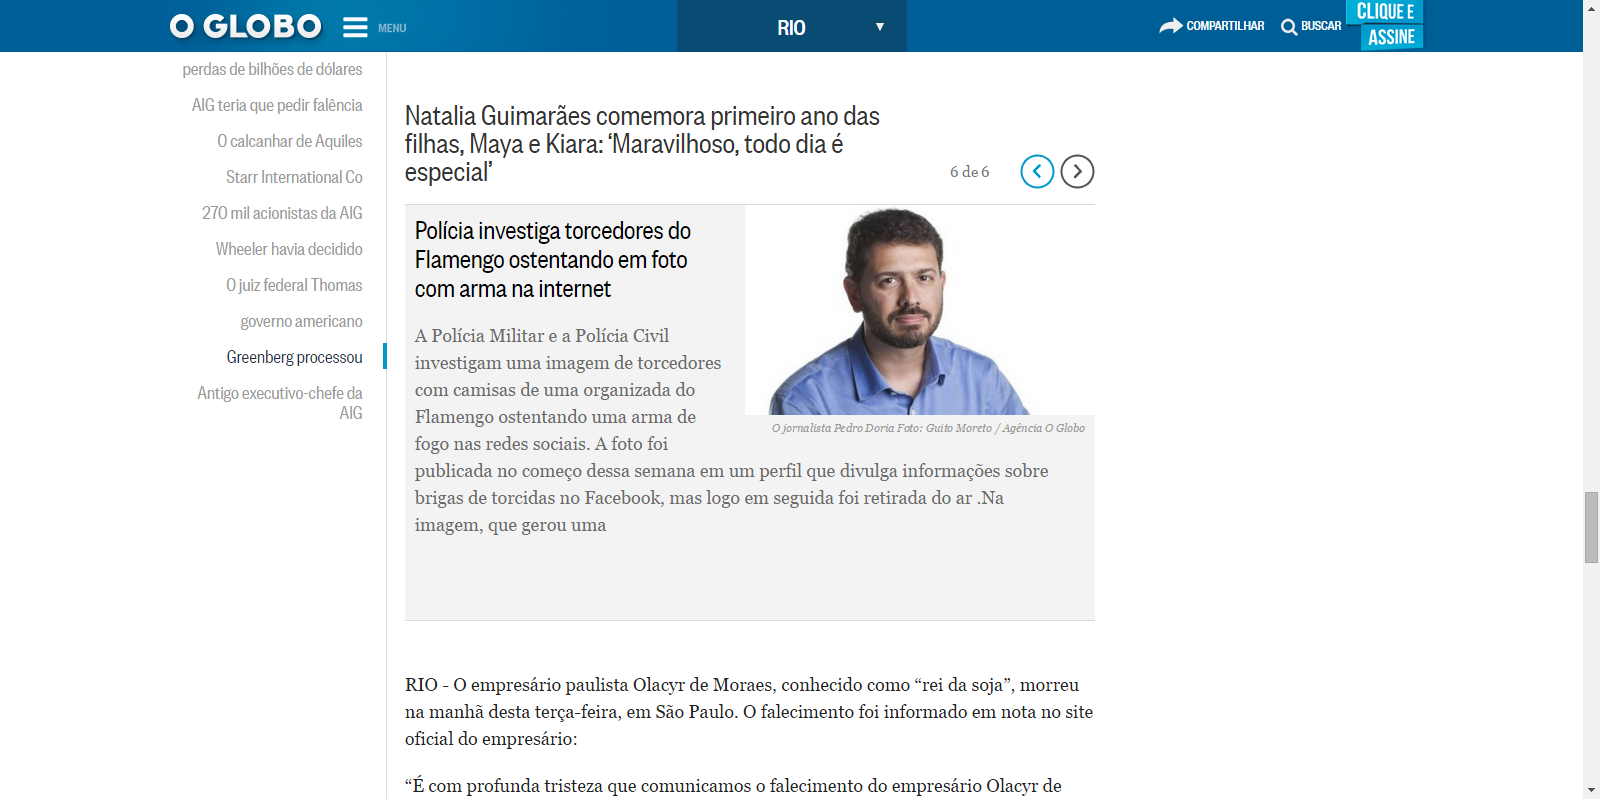 O GLOBO
MENU
RIO
COMPARTILHAR
BUSCAR
CLIQUE E
ASSINE
perdas de bilhões de dólares
AIG teria que pedir falência
O calcanhar de Aquiles
Starr International Co
270 mil acionistas da AIG
Wheeler havia decidido
O juiz federal Thomas
governo americano
Greenberg processou
Antigo executivo-chefe da
AIG
Natalia Guimarães comemora primeiro ano das
filhas, Maya e Kiara: ‘Maravilhoso, todo dia é
especial’
6 de 6
Polícia investiga torcedores do
Flamengo ostentando em foto
com arma na internet
A Polícia Militar e a Polícia Civil
investigam uma imagem de torcedores
com camisas de uma organizada do
Flamengo ostentando uma arma de
fogo nas redes sociais. A foto foi
publicada no começo dessa semana em um perfil que divulga informações sobre
brigas de torcidas no Facebook, mas logo em seguida foi retirada do ar .Na
imagem, que gerou uma
O jornalista Pedro Doria Foto: Guito Moreto / Agência O Globo
RIO - O empresário paulista Olacyr de Moraes, conhecido como “rei da soja”, morreu
na manhã desta terça-feira, em São Paulo. O falecimento foi informado em nota no site
oficial do empresário:
“É com profunda tristeza que comunicamos o falecimento do empresário Olacyr de